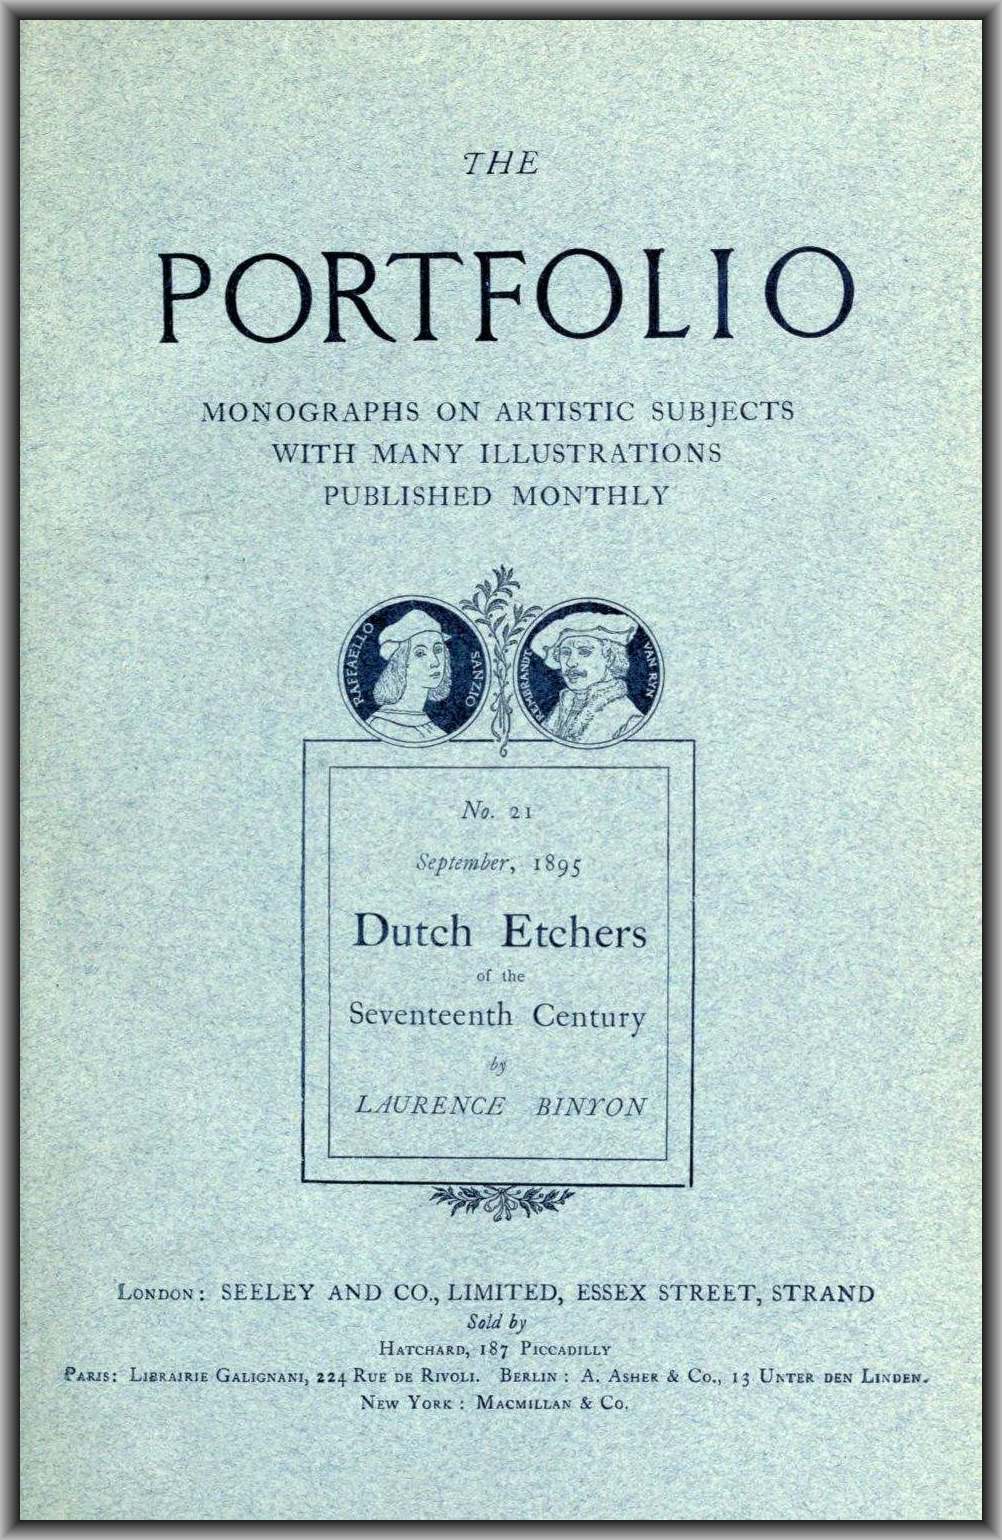 THE
PORTFOLIO
MONOGRAPHS ON ARTISTIC SUBJECTS
WITH MANY ILLUSTRATIONS
PUBLISHED MONTHLY
RAFFAELLO SANZIO
REMBRANDT VAN RYN
No. 21
September, 1895
Dutch Etchers
of the
Seventeenth Century
by
LAURENCE BINYON
LONDON: SEELEY AND CO., LIMITED, ESSEX STREET, STRAND
Sold by
HATCHARD, 187 PICCADILLY
PARIS: LIBRAIRIE GALIGNANI, 224 RUE DE RIVOLI. BERLIN: A. ASHER & CO., 13 UNTER DEN LINDEN.
NEW YORK: MACMILLAN & CO.